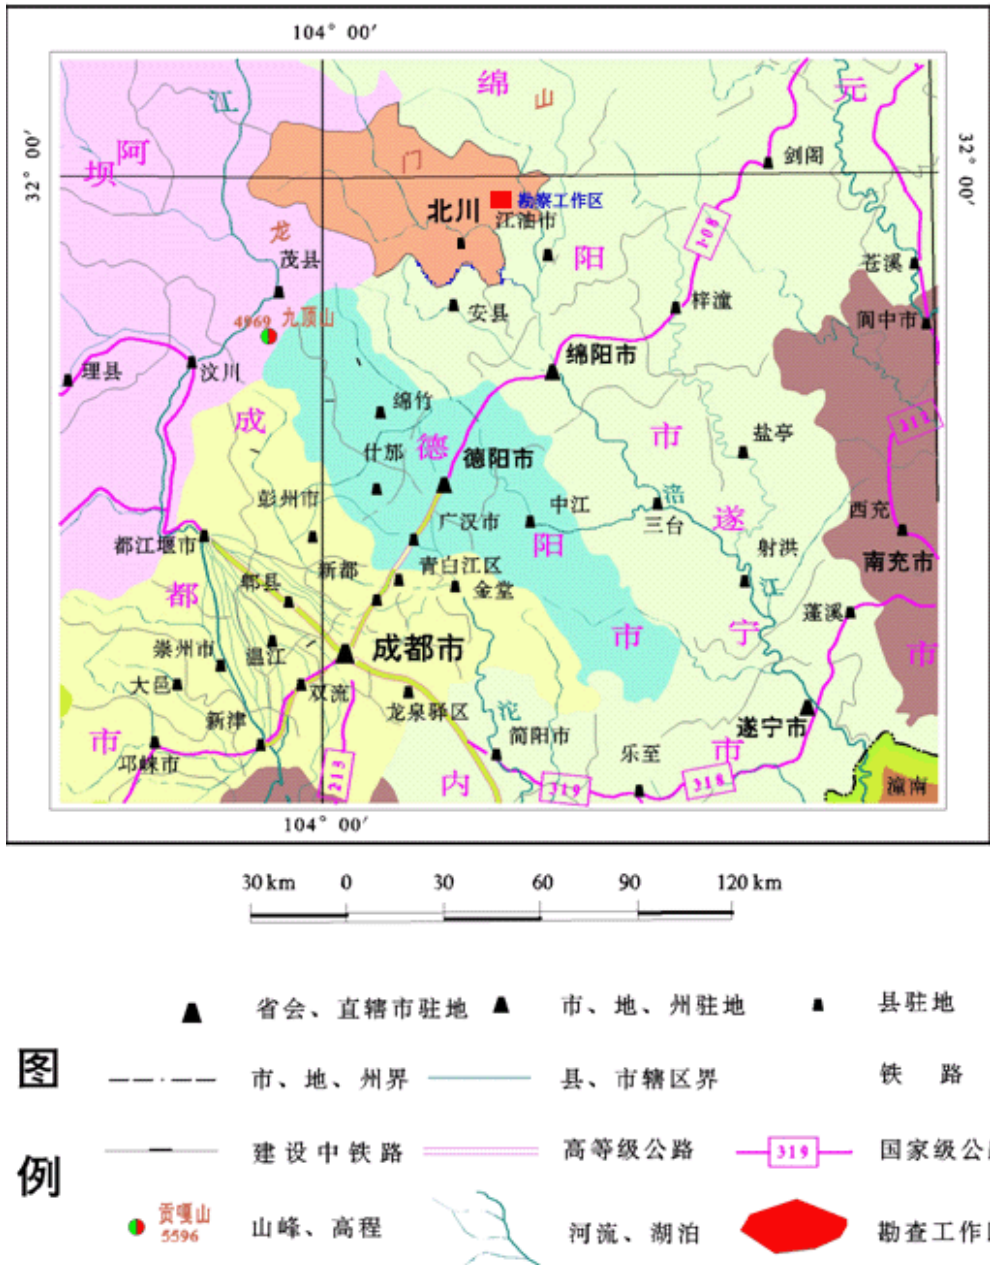 104° 00′
绵
山
元
江
32° 00′
32° 00′
阿
坝
门
剑阁
北川
勘察工作区
江油市
108
龙
茂县
阳
苍溪
4969 九顶山
安县
梓潼
阆中市
理县
汶川
绵阳市
成
绵竹
德
市
盐亭
什邡
德阳市
彭州市
广汉市
中江
涪
三台
遂
西充
都江堰市
新都
青白江区
阳
射洪
南充市
郫县
金堂
江
都
蓬溪
崇州市
温江
成都市
市
宁
市
大邑
双流
龙泉驿区
沱
遂宁市
新津
简阳市
乐至
市
市
邛崃市
213
内
319
318
潼南
104° 00′
30 km 0 30 60 90 120 km
图
例
省会、直辖市驻地
市、地、州驻地
县驻地
市、地、州界
县、市辖区界
铁 路
建设中铁路
高等级公路
319
国家级公
贡嘎山
5596
山峰、高程
河流、湖泊
勘查工作